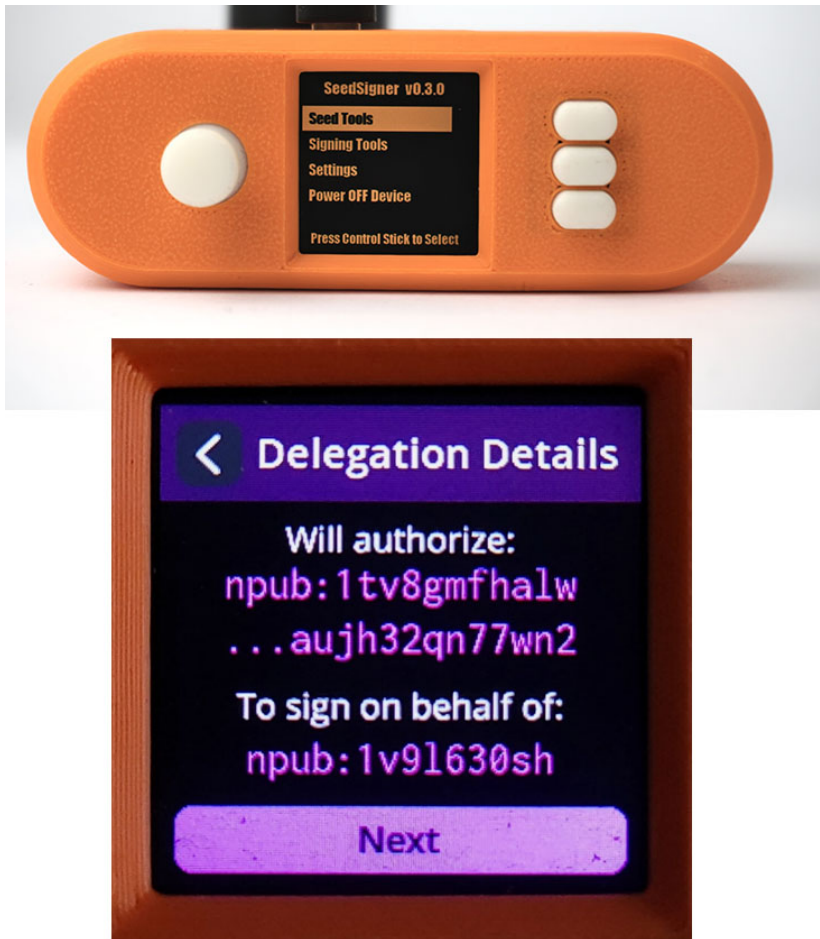 SeedSigner v0.3.0
Seed Tools
Signing Tools
Settings
Power OFF Device
Press Control Stick to Select
Delegation Details
Will authorize:
npub:1tv8gmfhalw
...aujh32qn77wn2
To sign on behalf of:
npub:1v9l630sh
Next